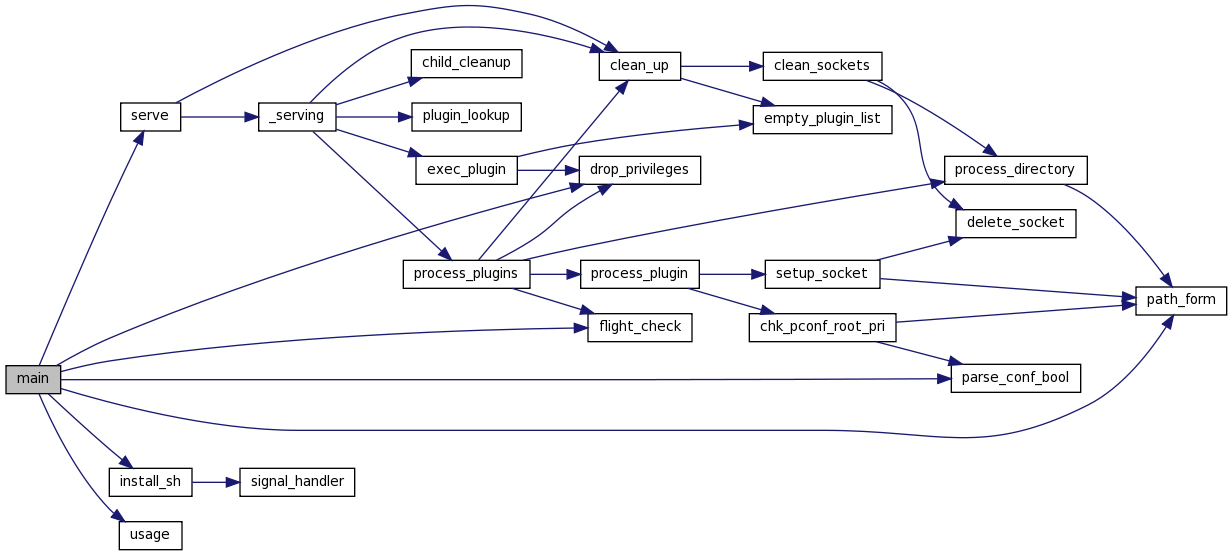 child_cleanup
clean_up
clean_sockets
serve
_serving
plugin_lookup
empty_plugin_list
exec_plugin
drop_privileges
process_directory
delete_socket
process_plugins
process_plugin
setup_socket
path_form
flight_check
chk_pconf_root_pri
main
parse_conf_bool
install_sh
signal_handler
usage